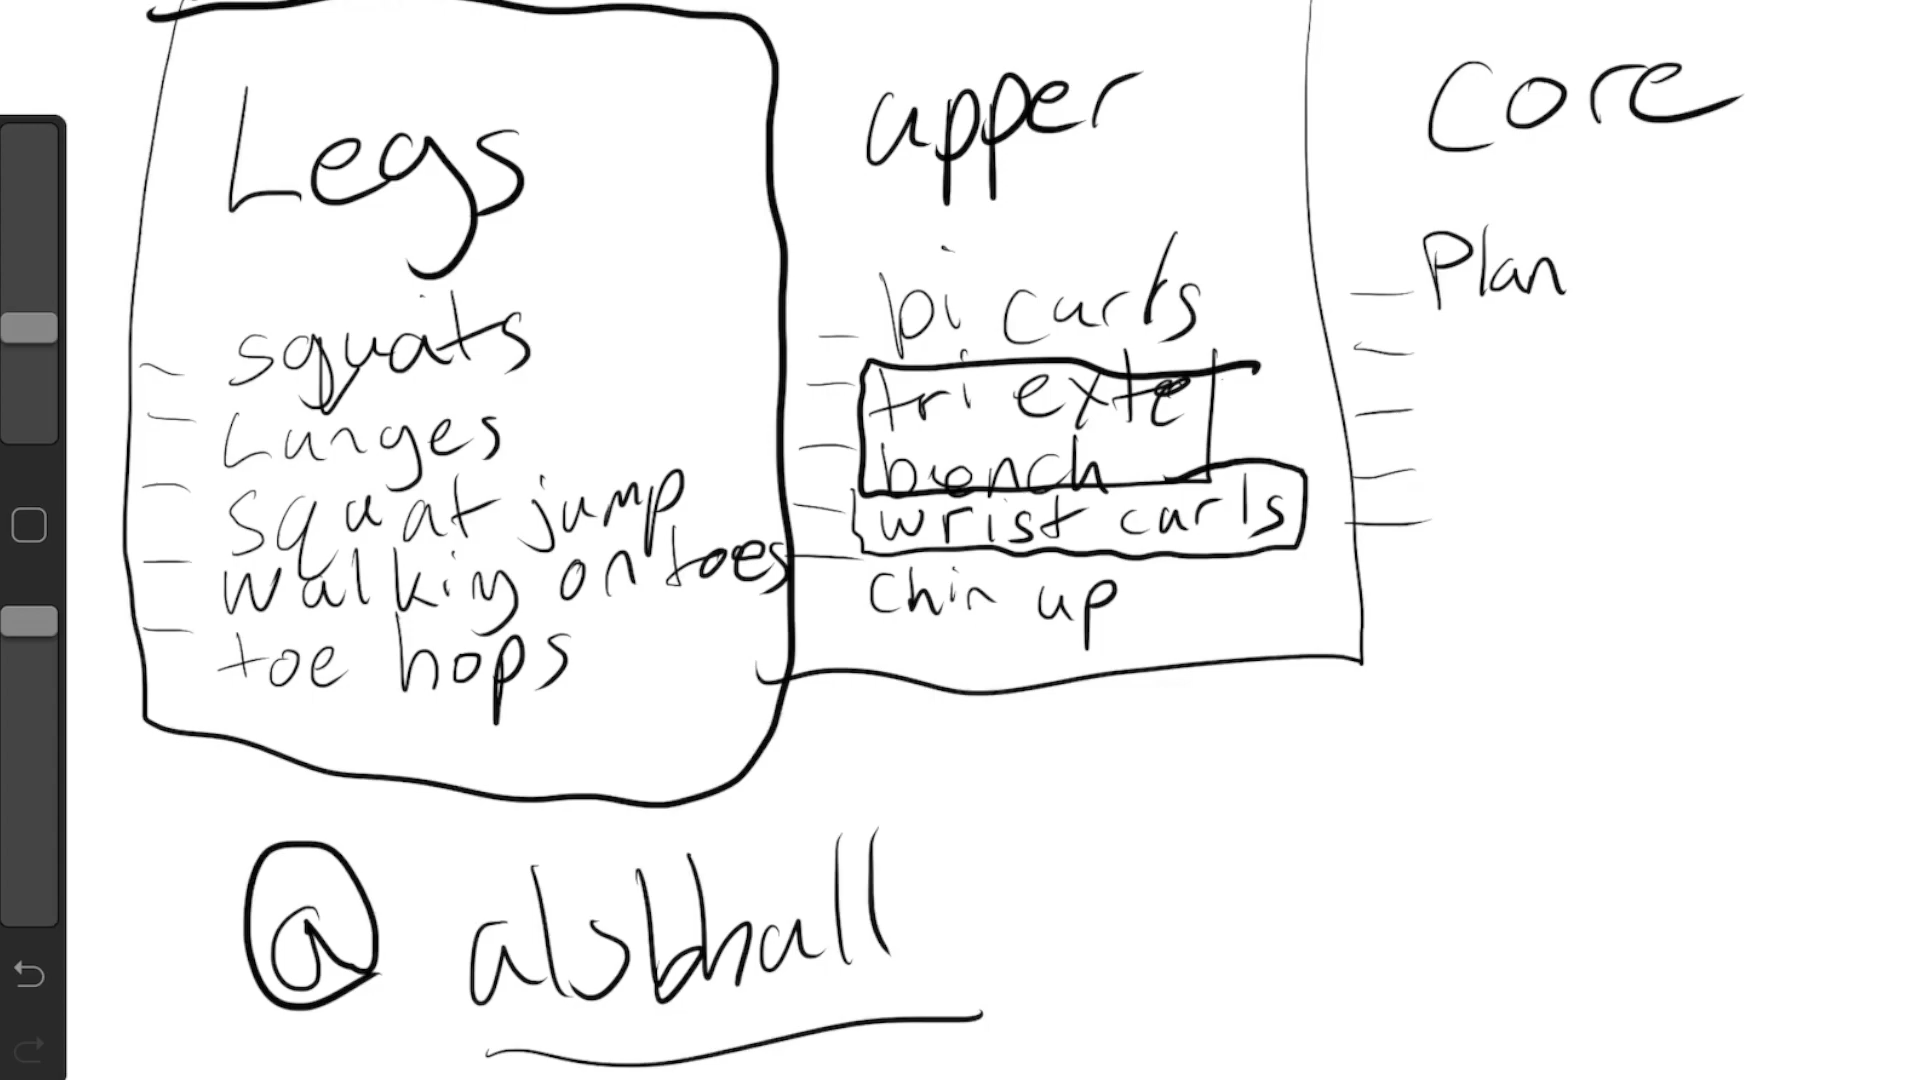 Legs
squats
Lunges
squat jump
walking on toes
toe hops
upper
bi curls
tri exte
bench
wrist curls
chin up
core
Plan
@